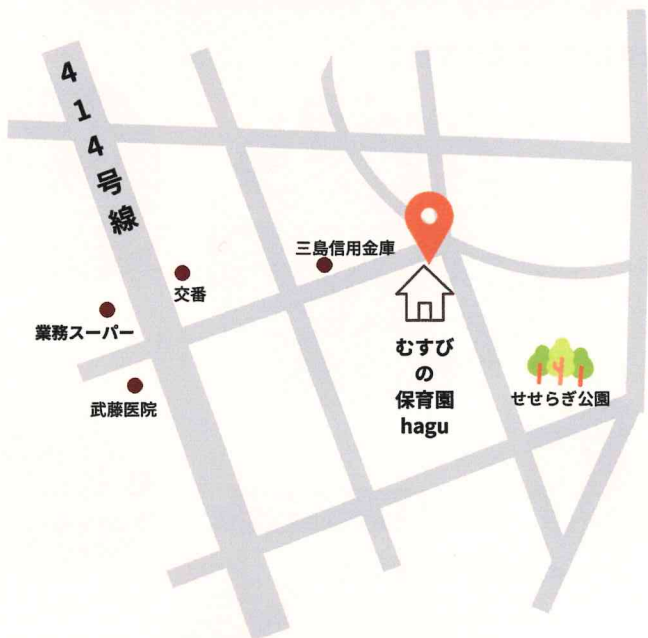 414号線
三島信用金庫
交番
業務スーパー
武藤医院
むすび
の
保育園
hagu
せせらぎ公園